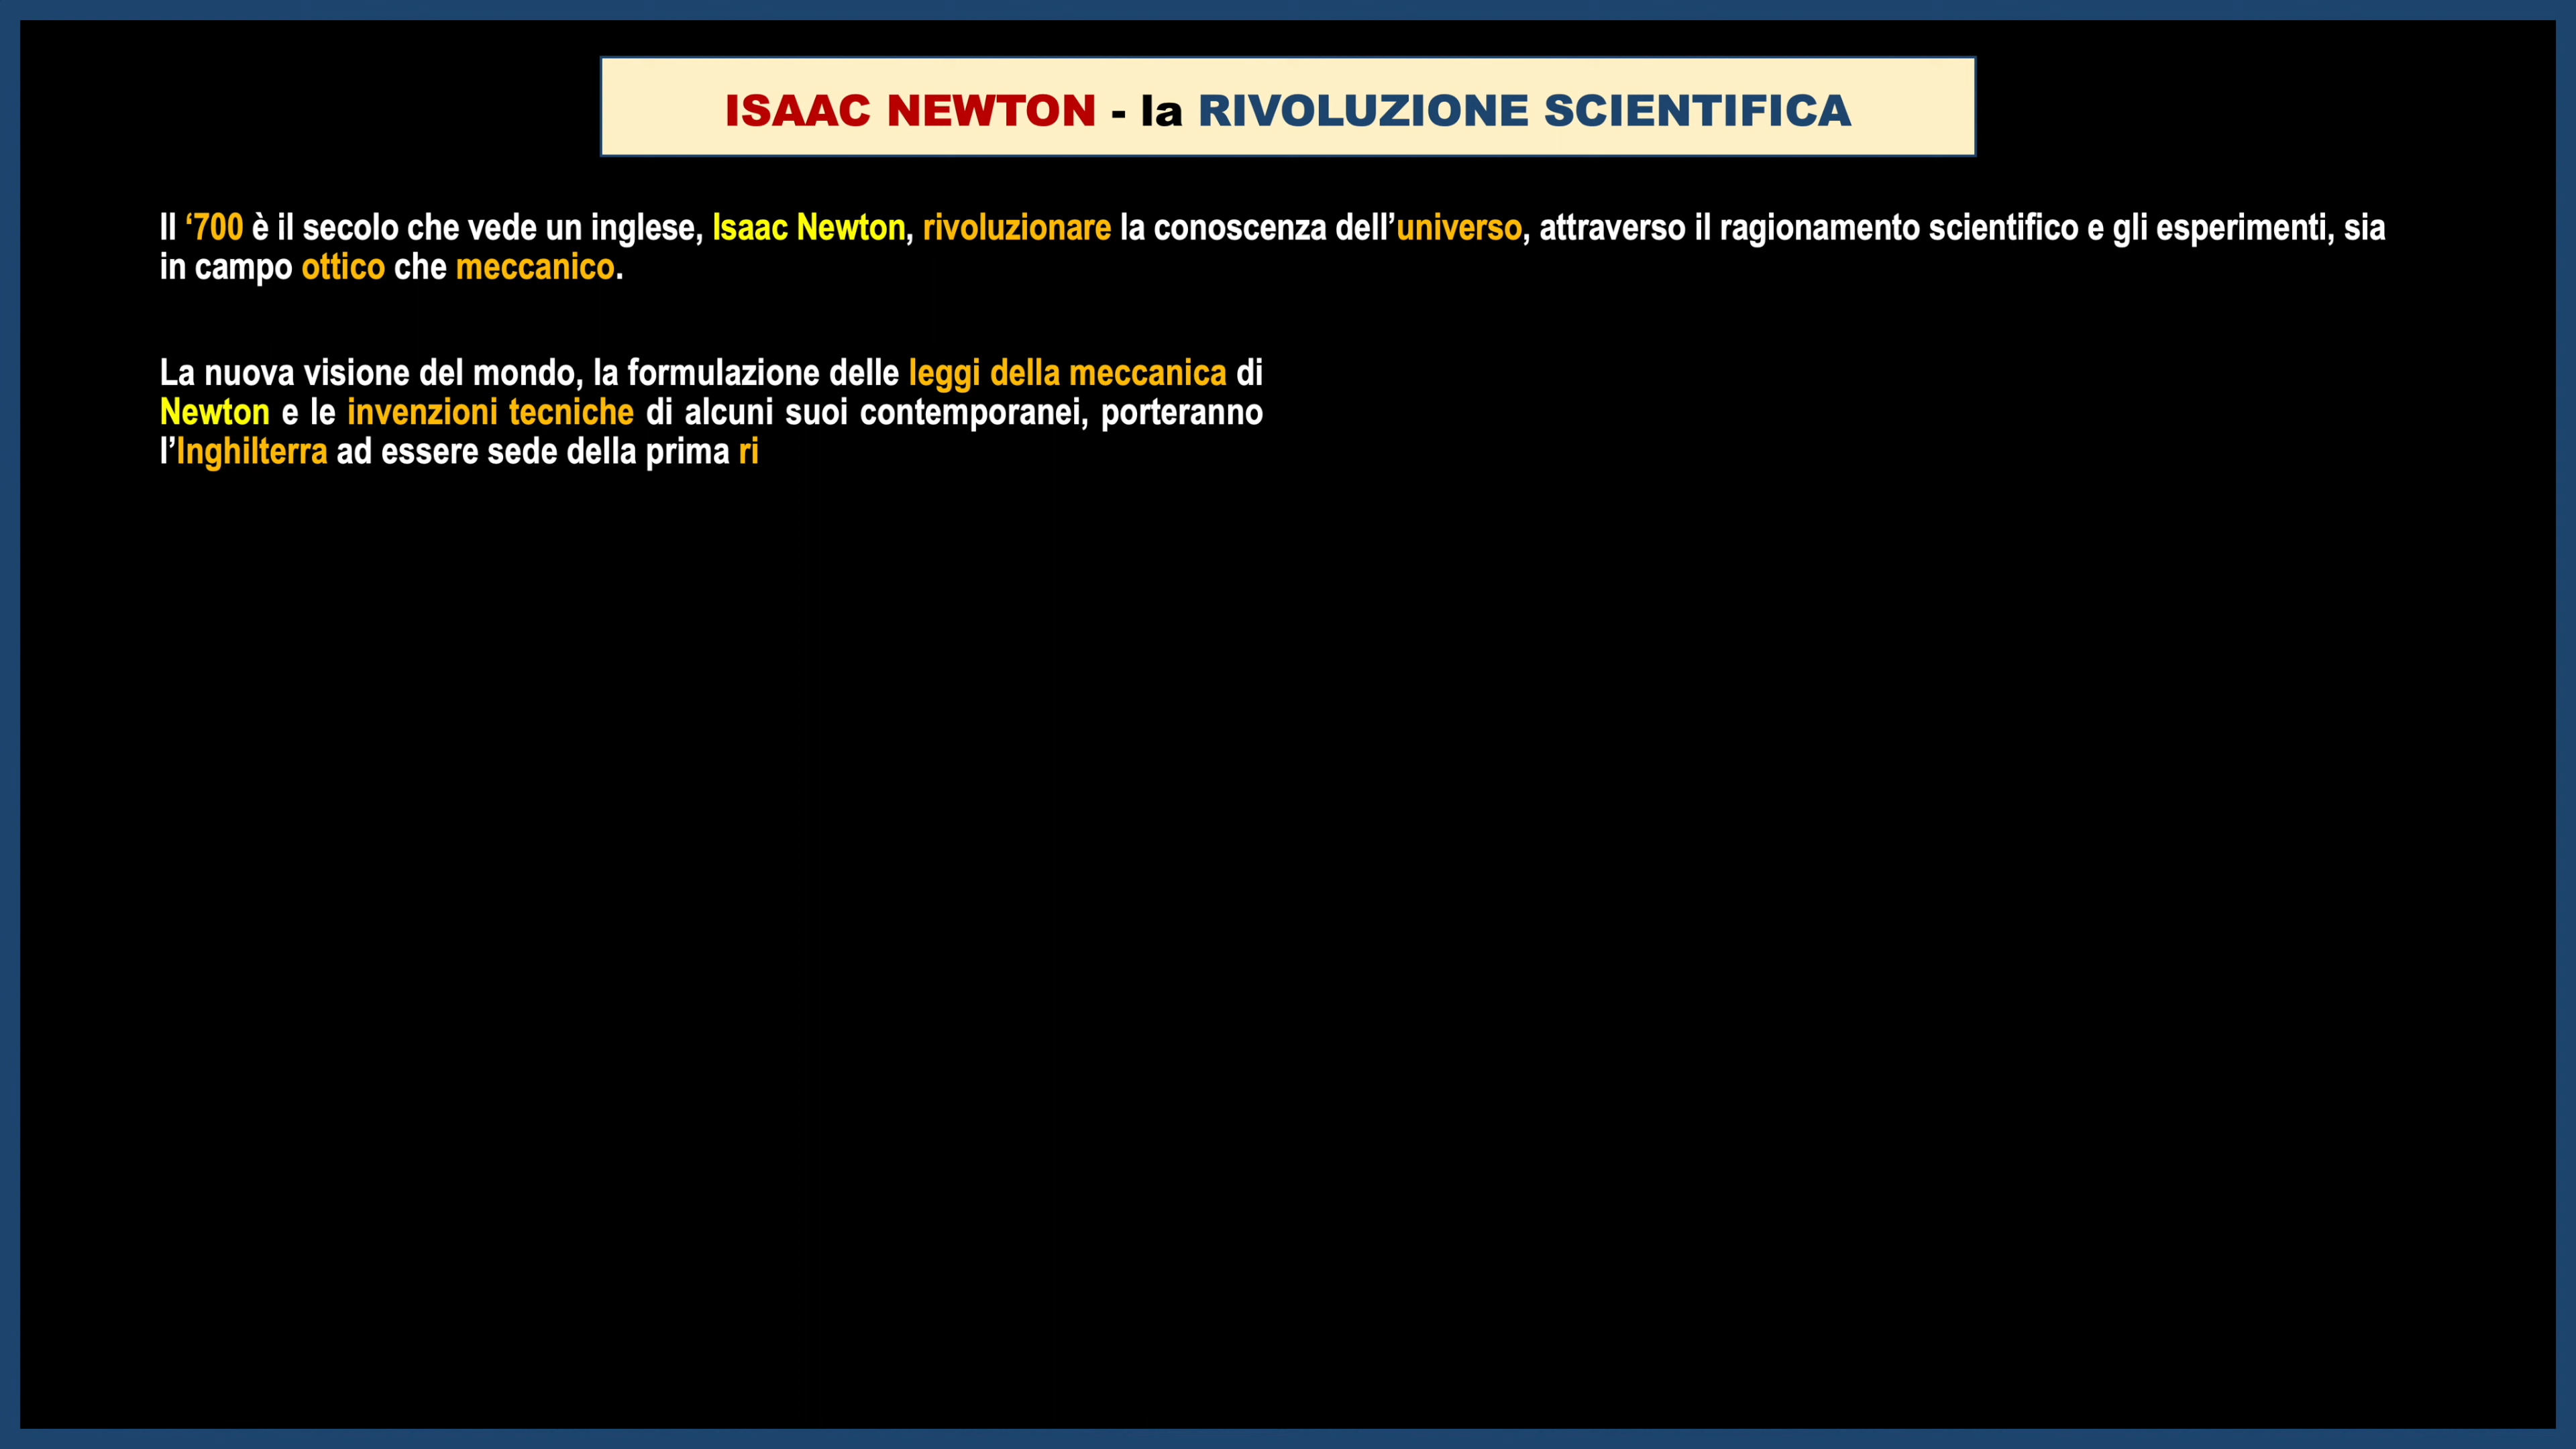 ISAAC NEWTON - la RIVOLUZIONE SCIENTIFICA
Il ‘700 è il secolo che vede un inglese, Isaac Newton, rivoluzionare la conoscenza dell’universo, attraverso il ragionamento scientifico e gli esperimenti, sia
in campo ottico che meccanico.
La nuova visione del mondo, la formulazione delle leggi della meccanica di
Newton e le invenzioni tecniche di alcuni suoi contemporanei, porteranno
l’Inghilterra ad essere sede della prima ri